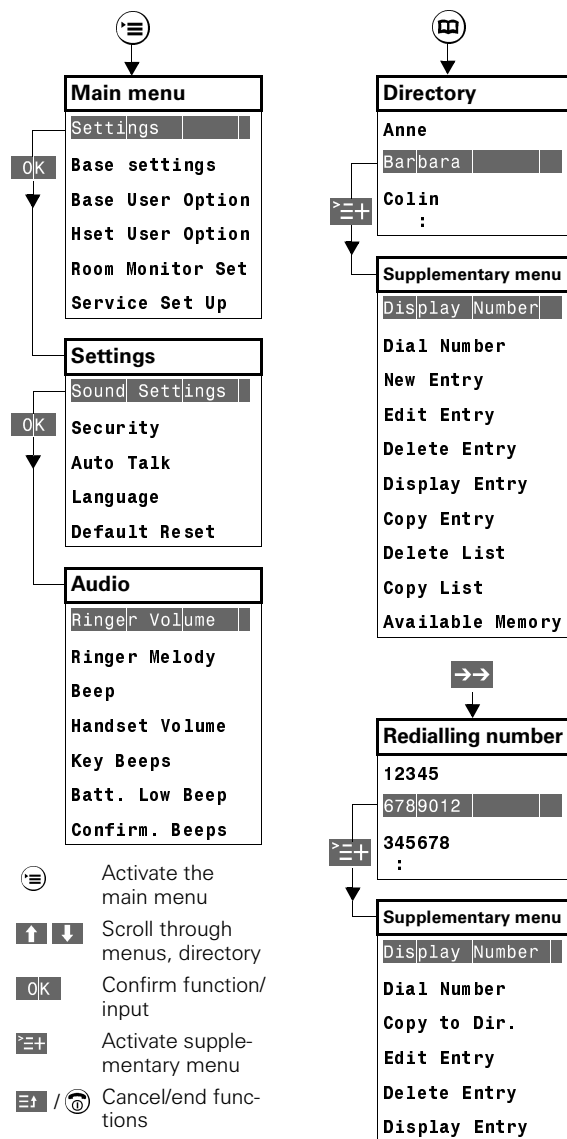 Main menu
Settings
OK
Base settings
Base User Option
Hset User Option
Room Monitor Set
Service Set Up
Settings
Sound Settings
OK
Security
Auto Talk
Language
Default Reset
Audio
Ringer Volume
Ringer Melody
Beep
Handset Volume
Key Beeps
Batt. Low Beep
Confirm. Beeps
Activate the
main menu
Scroll through
menus, directory
OK Confirm function/
input
Activate supple-
mentary menu
/ Cancel/end func-
tions
Directory
Anne
Barbara
Colin
:
Supplementary menu
Display Number
Dial Number
New Entry
Edit Entry
Delete Entry
Display Entry
Copy Entry
Delete List
Copy List
Available Memory
Redialling number
12345
6789012
345678
:
Supplementary menu
Display Number
Dial Number
Copy to Dir.
Edit Entry
Delete Entry
Display Entry